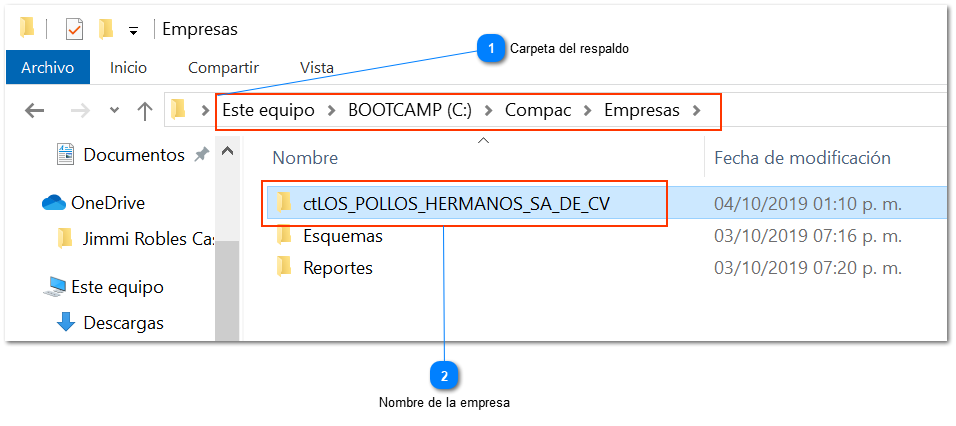 Empresas
1 Carpeta del respaldo
Archivo Inicio Compartir Vista
Este equipo BOOTCAMP (C:) Compac Empresas
Documentos
OneDrive
Jimmi Robles Cas
Este equipo
Descargas
Nombre Fecha de modificación
ctLOS_POLLOS_HERMANOS_SA_DE_CV 04/10/2019 01:10 p. m.
Esquemas 03/10/2019 07:16 p. m.
Reportes 03/10/2019 07:20 p. m.
2
Nombre de la empresa